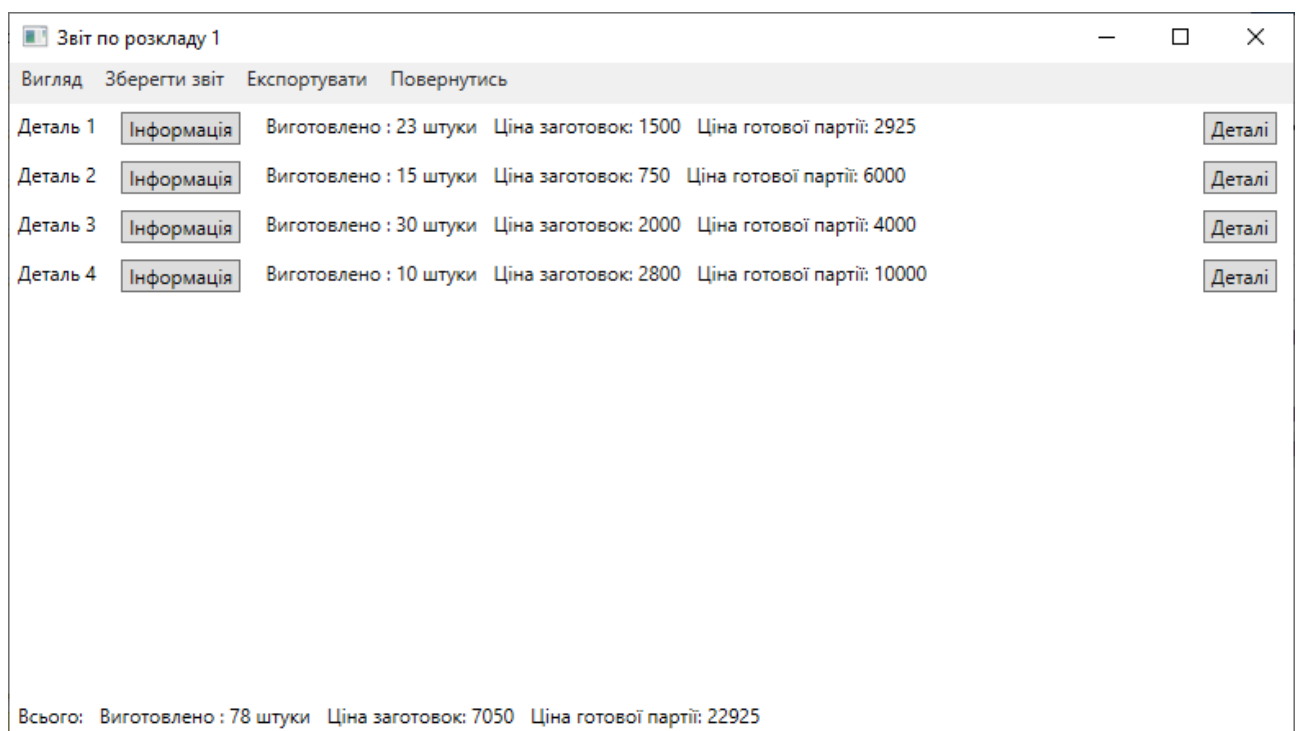 Звіт по розкладу 1
Вигляд Зберегти звіт Експортувати Повернутись
Деталь 1 Інформація Виготовлено : 23 штуки Ціна заготовок: 1500 Ціна готової партії: 2925 Деталі
Деталь 2 Інформація Виготовлено : 15 штуки Ціна заготовок: 750 Ціна готової партії: 6000 Деталі
Деталь 3 Інформація Виготовлено : 30 штуки Ціна заготовок: 2000 Ціна готової партії: 4000 Деталі
Деталь 4 Інформація Виготовлено : 10 штуки Ціна заготовок: 2800 Ціна готової партії: 10000 Деталі
Всього: Виготовлено : 78 штуки Ціна заготовок: 7050 Ціна готової партії: 22925